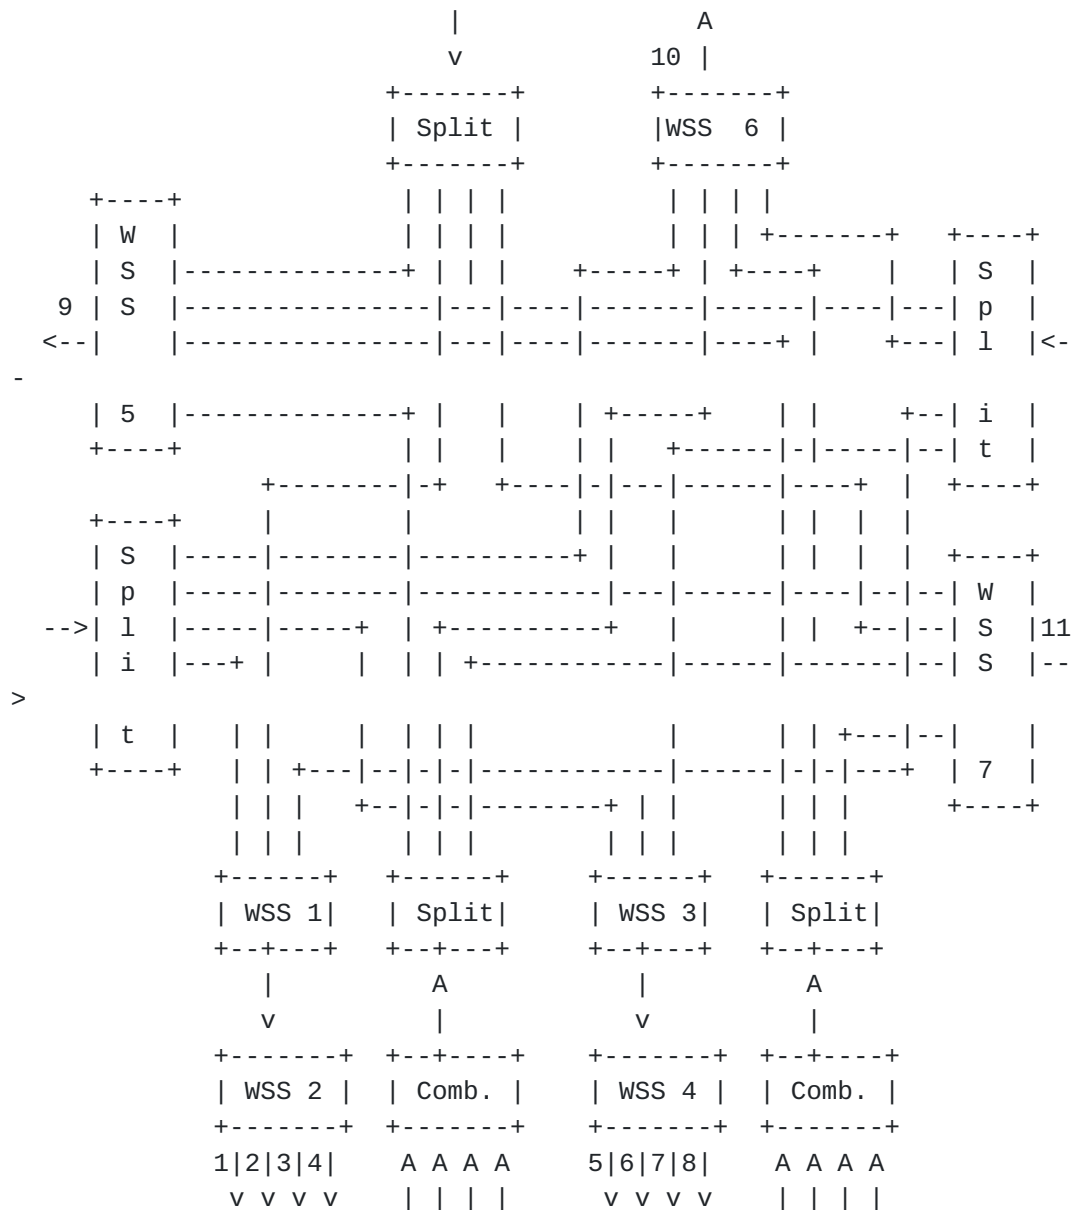 |                A
                             v            10 |
                         +-------+        +-------+
                         | Split |        |WSS  6 |
                         +-------+        +-------+
      +----+              | | | |          | | | |
      | W  |              | | | |          | | | +-------+   +----+
      | S  |--------------+ | | |    +-----+ | +----+    |   | S  |
    9 | S  |----------------|---|----|-------|------|----|---| p  |
   <--|    |----------------|---|----|-------|----+ |    +---| l  |<-
 -
      | 5  |--------------+ |   |    | +-----+    | |     +--| i  |
      +----+              | |   |    | |   +------|-|-----|--| t  |
                 +--------|-+   +----|-|---|------|----+  |  +----+
      +----+     |        |          | |   |      | |  |  |
      | S  |-----|--------|----------+ |   |      | |  |  |  +----+
      | p  |-----|--------|------------|---|------|----|--|--| W  |
   -->| l  |-----|-----+  | +----------+   |      | |  +--|--| S  |11
      | i  |---+ |     |  | | +------------|------|-------|--| S  |--
 >
      | t  |   | |     |  | | |            |      | | +---|--|    |
      +----+   | | +---|--|-|-|------------|------|-|-|---+  | 7  |
               | | |   +--|-|-|--------+ | |      | | |      +----+
               | | |      | | |        | | |      | | |
              +------+   +------+     +------+   +------+
              | WSS 1|   | Split|     | WSS 3|   | Split|
              +--+---+   +--+---+     +--+---+   +--+---+
                 |          A            |          A
                 v          |            v          |
              +-------+  +--+----+    +-------+  +--+----+
              | WSS 2 |  | Comb. |    | WSS 4 |  | Comb. |
              +-------+  +-------+    +-------+  +-------+
              1|2|3|4|    A A A A     5|6|7|8|    A A A A
               v v v v    | | | |      v v v v    | | | |